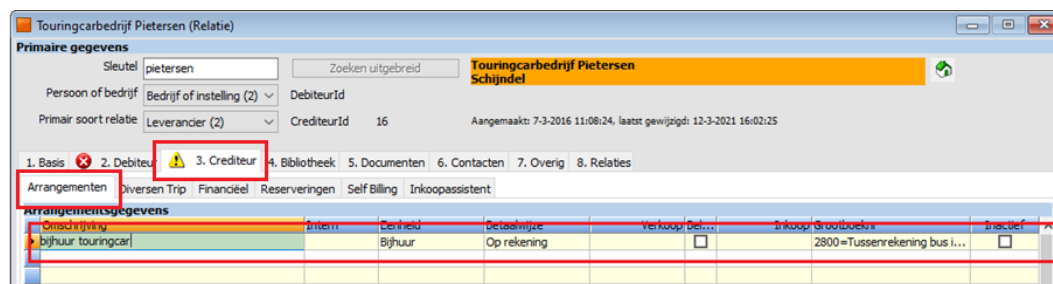 Touringcarbedrijf Pietersen (Relatie)
Primaire gegevens
Sleutel pietersen Zoeken uitgebreid Touringcarbedrijf Pietersen
Schijndel
Persoon of bedrijf Bedrijf of instelling (2) DebiteurId
Primair soort relatie Leverancier (2) CrediteurId 16 Aangemaakt: 7-3-2016 11:08:24, laatst gewijzigd: 12-3-2021 16:02:25
1. Basis 2. Debiteur 3. Crediteur 4. Bibliotheek 5. Documenten 6. Contacten 7. Overig 8. Relaties
Arrangementen Diversen Trip Financiëel Reserveringen Self Billing Inkoopassistent
Arrangementsgegevens
Omschrijving Intern Eenheid Betaalwijze Verkoop Bel... Inkoop Grootboeknr Inactief
bijhuur touringcar Bijhuur Op rekening 2800=Tussenrekening bus i...